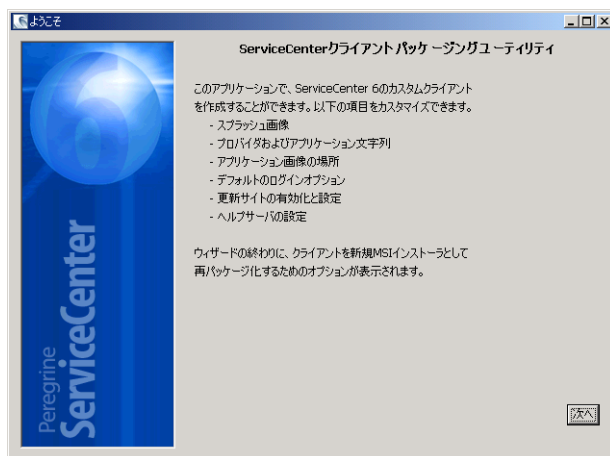 ようこそ
ServiceCenterクライアント パッケージングユーティリティ
このアプリケーションで、ServiceCenter 6のカスタムクライアント
を作成することができます。以下の項目をカスタマイズできます。
- スプラッシュ画像
- プロバイダおよびアプリケーション文字列
- アプリケーション画像の場所
- デフォルトのログインオプション
- 更新サイトの有効化と設定
- ヘルプサーバの設定
ウィザードの終わりに、クライアントを新規MSIインストーラとして
再パッケージ化するためのオプションが表示されます。
6
Peregrine
ServiceCenter
次へ